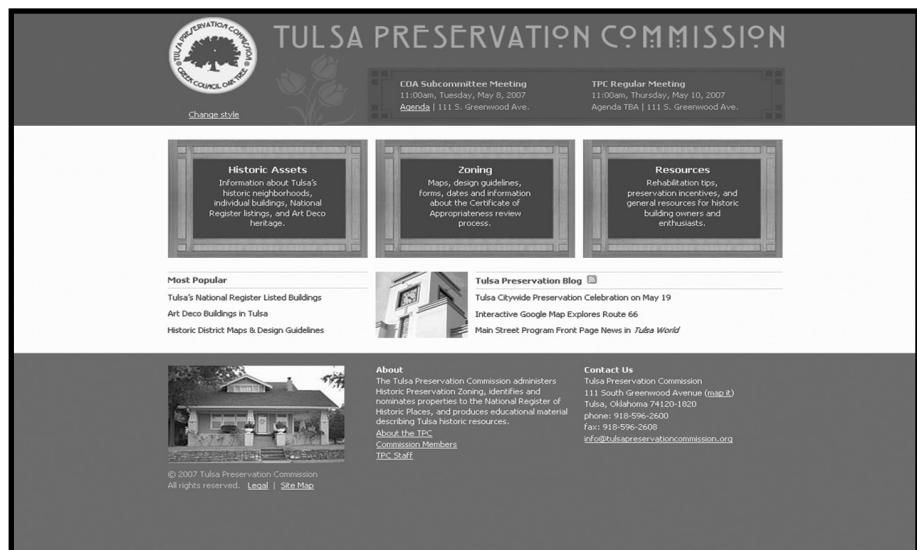 TULSA PRESERVATION COMMISSION
TULSA PRESERVATION COMMISSION
CREEK COUNCIL OAK TREE
Change style
COA Subcommittee Meeting
11:00am, Tuesday, May 8, 2007
Agenda | 111 S. Greenwood Ave.
TPC Regular Meeting
11:00am, Thursday, May 10, 2007
Agenda TBA | 111 S. Greenwood Ave.
Historic Assets
Information about Tulsa's
historic neighborhoods,
individual buildings, National
Register listings, and Art Deco
heritage.
Zoning
Maps, design guidelines,
forms, dates and information
about the Certificate of
Appropriateness review
process.
Resources
Rehabilitation tips,
preservation incentives, and
general resources for historic
building owners and
enthusiasts.
Most Popular
Tulsa's National Register Listed Buildings
Art Deco Buildings in Tulsa
Historic District Maps & Design Guidelines
Tulsa Preservation Blog
Tulsa Citywide Preservation Celebration on May 19
Interactive Google Map Explores Route 66
Main Street Program Front Page News in Tulsa World
© 2007 Tulsa Preservation Commission
All rights reserved. Legal | Site Map
About
The Tulsa Preservation Commission administers
Historic Preservation Zoning, identifies and
nominates properties to the National Register of
Historic Places, and produces educational material
describing Tulsa historic resources.
About the TPC
Commission Members
TPC Staff
Contact Us
Tulsa Preservation Commission
111 South Greenwood Avenue (map it)
Tulsa, Oklahoma 74120-1820
phone: 918-596-2600
fax: 918-596-2608
info@tulsapreservationcommission.org